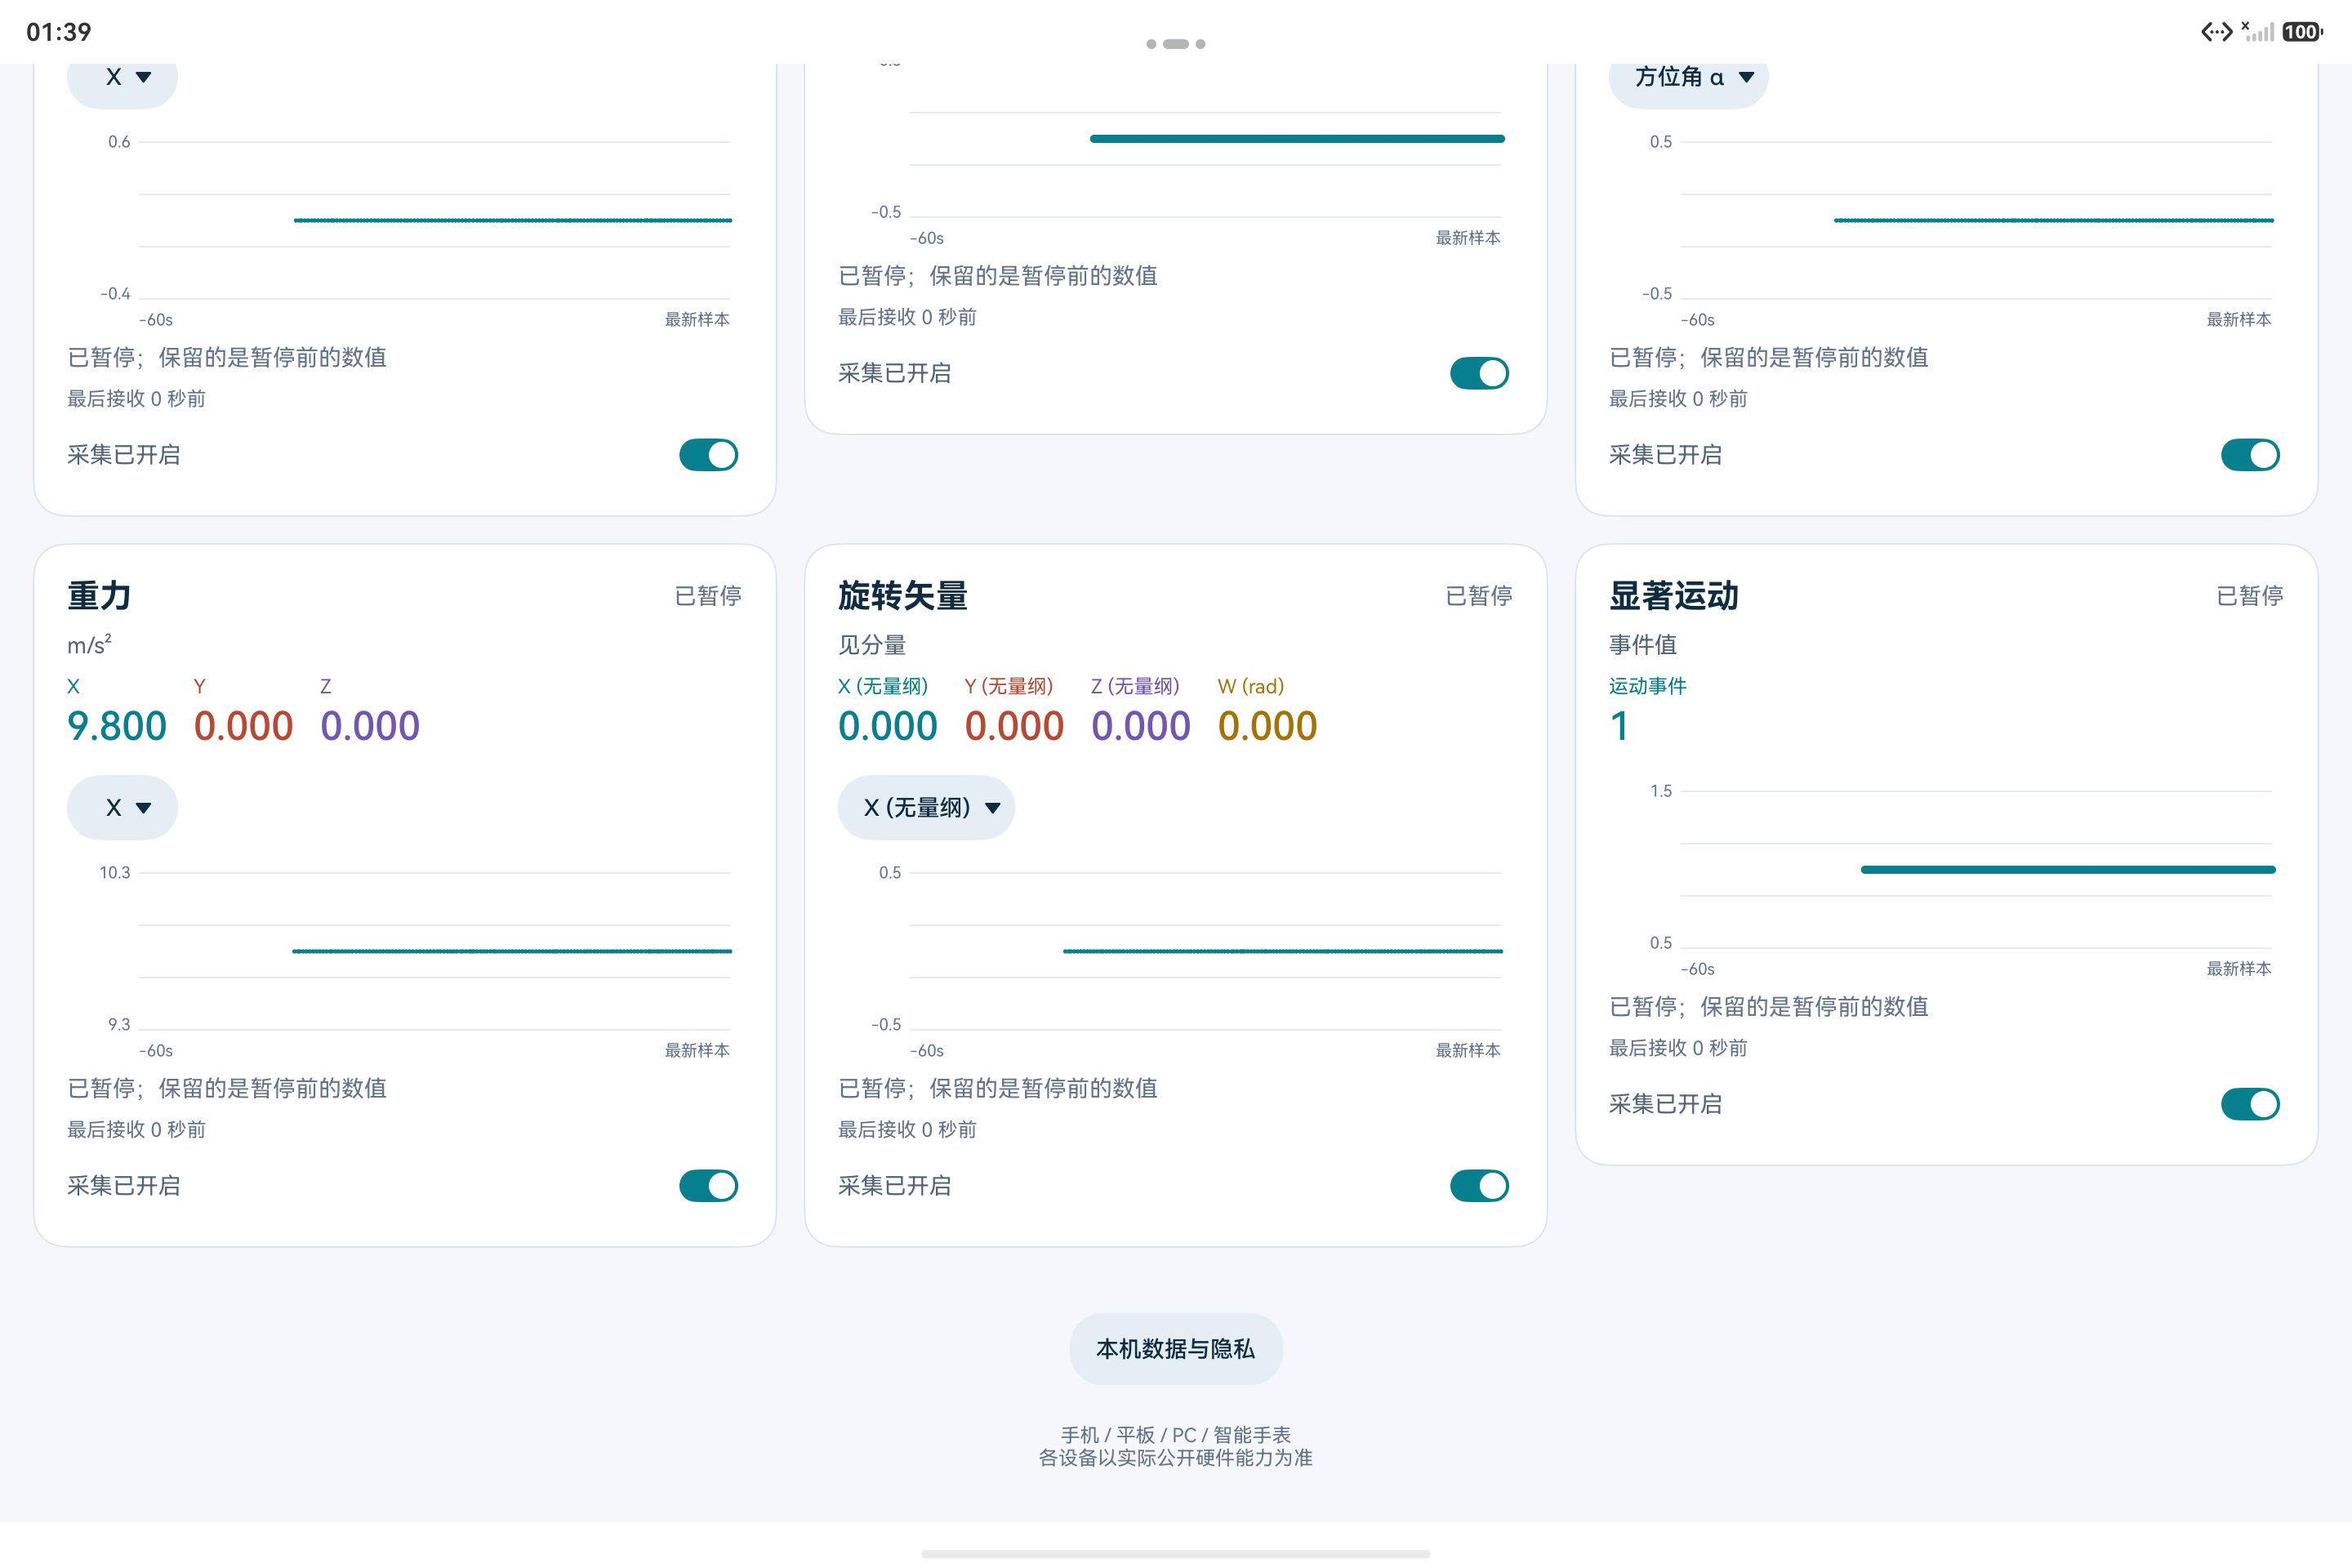 01:39
100
X
0.6
-0.4
-60s
最新样本
已暂停；保留的是暂停前的数值
最后接收 0 秒前
采集已开启
-0.5
-60s
最新样本
已暂停；保留的是暂停前的数值
最后接收 0 秒前
采集已开启
方位角 α
0.5
-0.5
-60s
最新样本
已暂停；保留的是暂停前的数值
最后接收 0 秒前
采集已开启
重力
已暂停
m/s²
X Y Z
9.800 0.000 0.000
X
10.3
9.3
-60s
最新样本
已暂停；保留的是暂停前的数值
最后接收 0 秒前
采集已开启
旋转矢量
已暂停
见分量
X (无量纲) Y (无量纲) Z (无量纲) W (rad)
0.000 0.000 0.000 0.000
X (无量纲)
0.5
-0.5
-60s
最新样本
已暂停；保留的是暂停前的数值
最后接收 0 秒前
采集已开启
显著运动
已暂停
事件值
运动事件
1
1.5
0.5
-60s
最新样本
已暂停；保留的是暂停前的数值
最后接收 0 秒前
采集已开启
本机数据与隐私
手机 / 平板 / PC / 智能手表
各设备以实际公开硬件能力为准